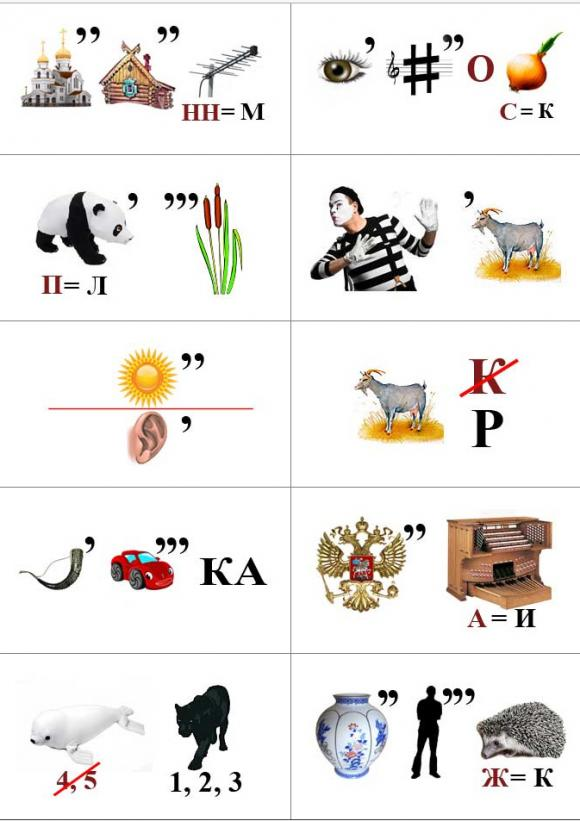 ,, ,,
НН= М
, ,, О
С= К
, ,,,
П= Л
,
,,
,
К
Р
, ,,, КА
,,
А= И
4, 5
1, 2, 3
,, ,,,
Ж= К